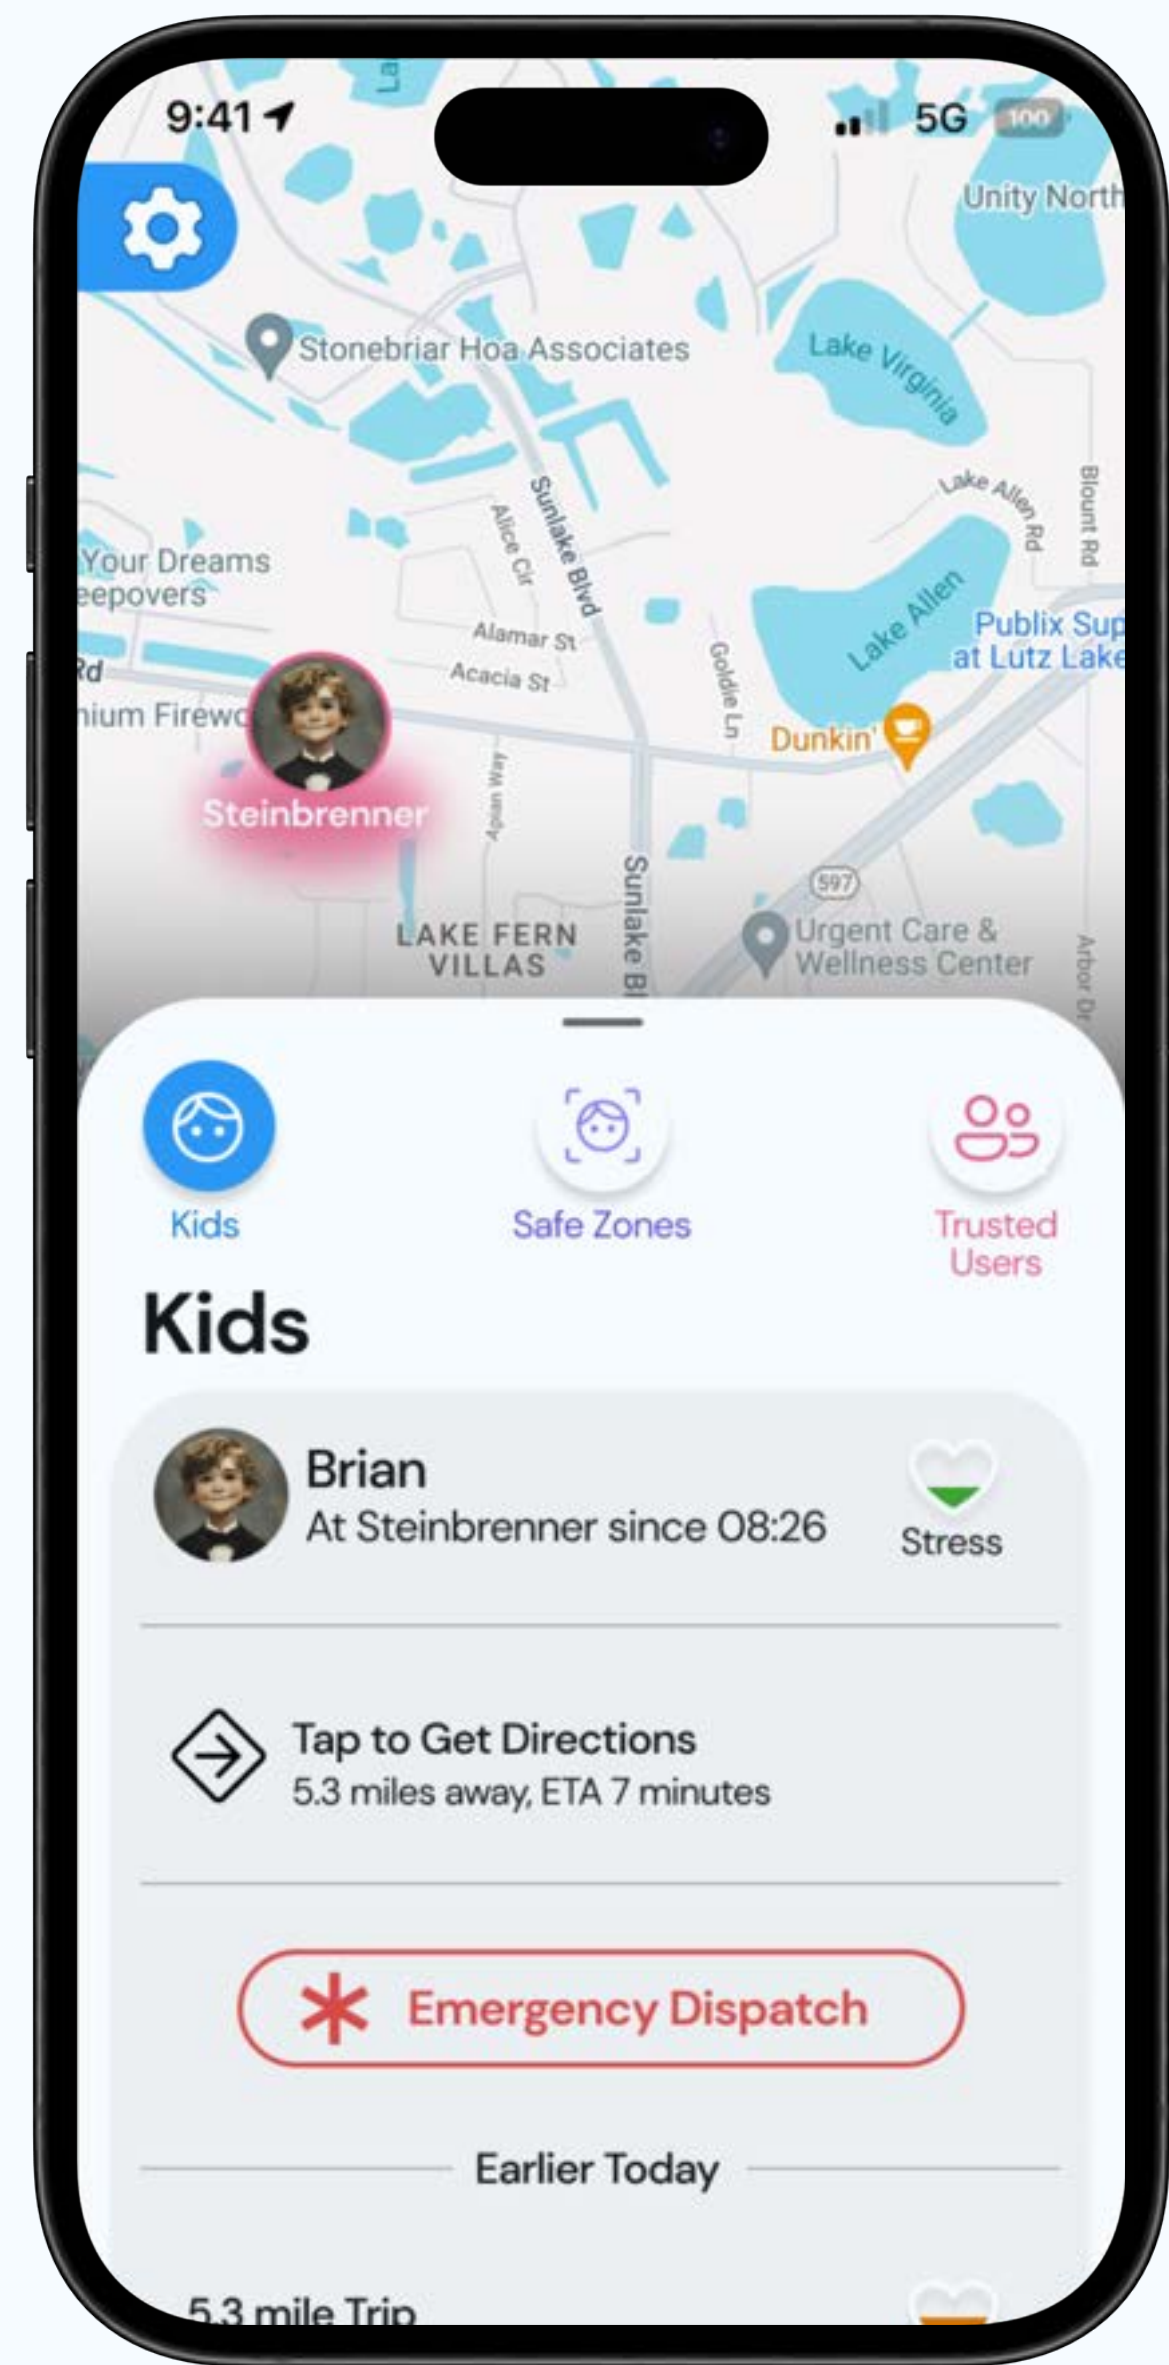 La
9:41
5G
100
Unity North
Stonebriar Hoa Associates
Lake Virginia
Lake Allen Rd
Blount Rd
Sunlake Blvd
Alice Cir
Your Dreams
eepovers
Lake Allen
Publix Sup
at Lutz Lake
Alamar St
Acacia St
Goldie Ln
Rd
nium Firewo
Dunkin'
Steinbrenner
Apian Way
597
Sunlake Bl
LAKE FERN
VILLAS
Urgent Care &
Wellness Center
Arbor Dr
Kids
Safe Zones
Trusted
Users
Kids
Brian
At Steinbrenner since 08:26
Stress
Tap to Get Directions
5.3 miles away, ETA 7 minutes
Emergency Dispatch
Earlier Today
5.3 mile Trip